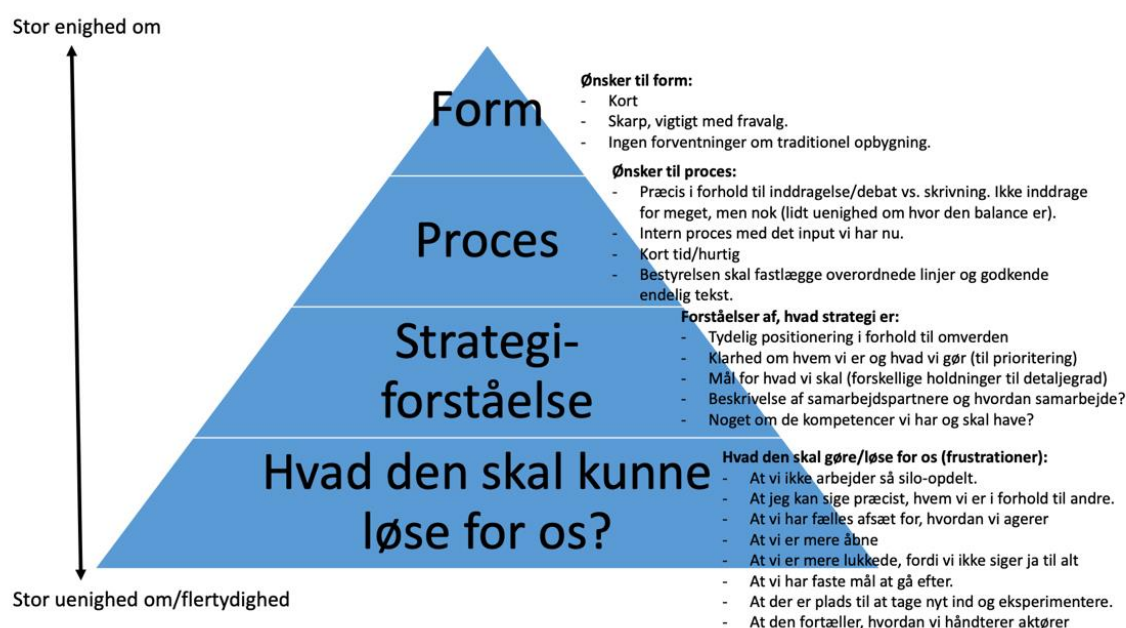 Stor enighed om
Form
Ønsker til form:
- Kort
- Skarp, vigtigt med fravalg.
- Ingen forventninger om traditionel opbygning.
Proces
Ønsker til proces:
- Præcis i forhold til inddragelse/debat vs. skrivning. Ikke inddrage
for meget, men nok (lidt uenighed om hvor den balance er).
- Intern proces med det input vi har nu.
- Kort tid/hurtig
- Bestyrelsen skal fastlægge overordnede linjer og godkende
endelig tekst.
Strategi-
forståelse
Forståelser af, hvad strategi er:
- Tydelig positionering i forhold til omverden
- Klarhed om hvem vi er og hvad vi gør (til prioritering)
- Mål for hvad vi skal (forskellige holdninger til detaljegrad)
- Beskrivelse af samarbejdspartnere og hvordan samarbejde?
- Noget om de kompetencer vi har og skal have?
Hvad den skal kunne
løse for os?
Hvad den skal gøre/løse for os (frustrationer):
- At vi ikke arbejder så silo-opdelt.
- At jeg kan sige præcist, hvem vi er i forhold til andre.
- At vi har fælles afsæt for, hvordan vi agerer
- At vi er mere åbne
- At vi er mere lukkede, fordi vi ikke siger ja til alt
- At vi har faste mål at gå efter.
- At der er plads til at tage nyt ind og eksperimentere.
- At den fortæller, hvordan vi håndterer aktører
Stor uenighed om/flertydighed